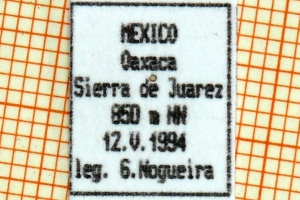 MEXICO
Oaxaca
Sierra de Juarez
850 m NN
12.V.1994
leg. G.Nogueira